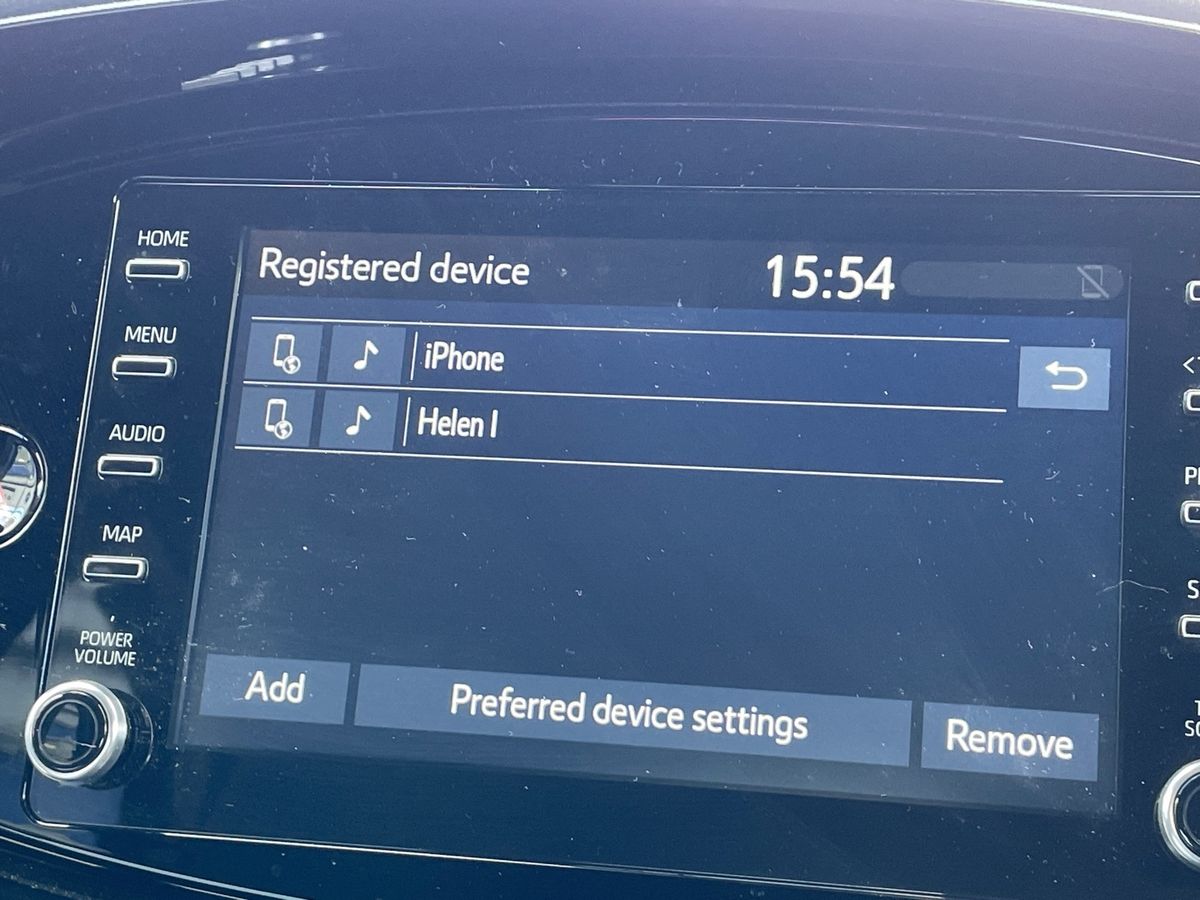 HOME
MENU
AUDIO
MAP
POWER
VOLUME
Registered device
15:54
iPhone
Helen I
Add
Preferred device settings
Remove